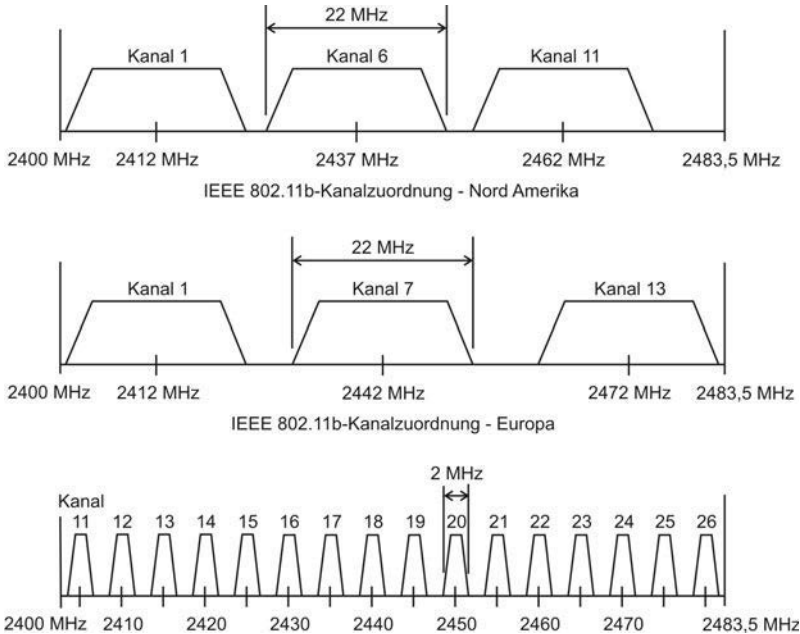 22 MHz
Kanal 1 Kanal 6 Kanal 11
2400 MHz 2412 MHz 2437 MHz 2462 MHz 2483,5 MHz
IEEE 802.11b-Kanalzuordnung - Nord Amerika
22 MHz
Kanal 1 Kanal 7 Kanal 13
2400 MHz 2412 MHz 2442 MHz 2472 MHz 2483,5 MHz
IEEE 802.11b-Kanalzuordnung - Europa
2 MHz
Kanal
11 12 13 14 15 16 17 18 19 20 21 22 23 24 25 26
2400 MHz 2410 2420 2430 2440 2450 2460 2470 2483,5 MHz